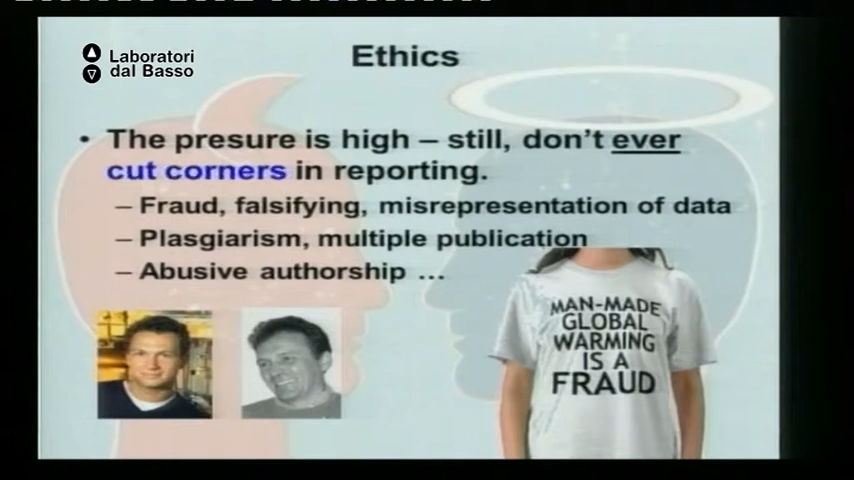 Laboratori
dal Basso
Ethics
• The presure is high – still, don't ever
cut corners in reporting.
– Fraud, falsifying, misrepresentation of data
– Plasgiarism, multiple publication
– Abusive authorship ...
MAN-MADE
GLOBAL
WARMING
IS A
FRAUD